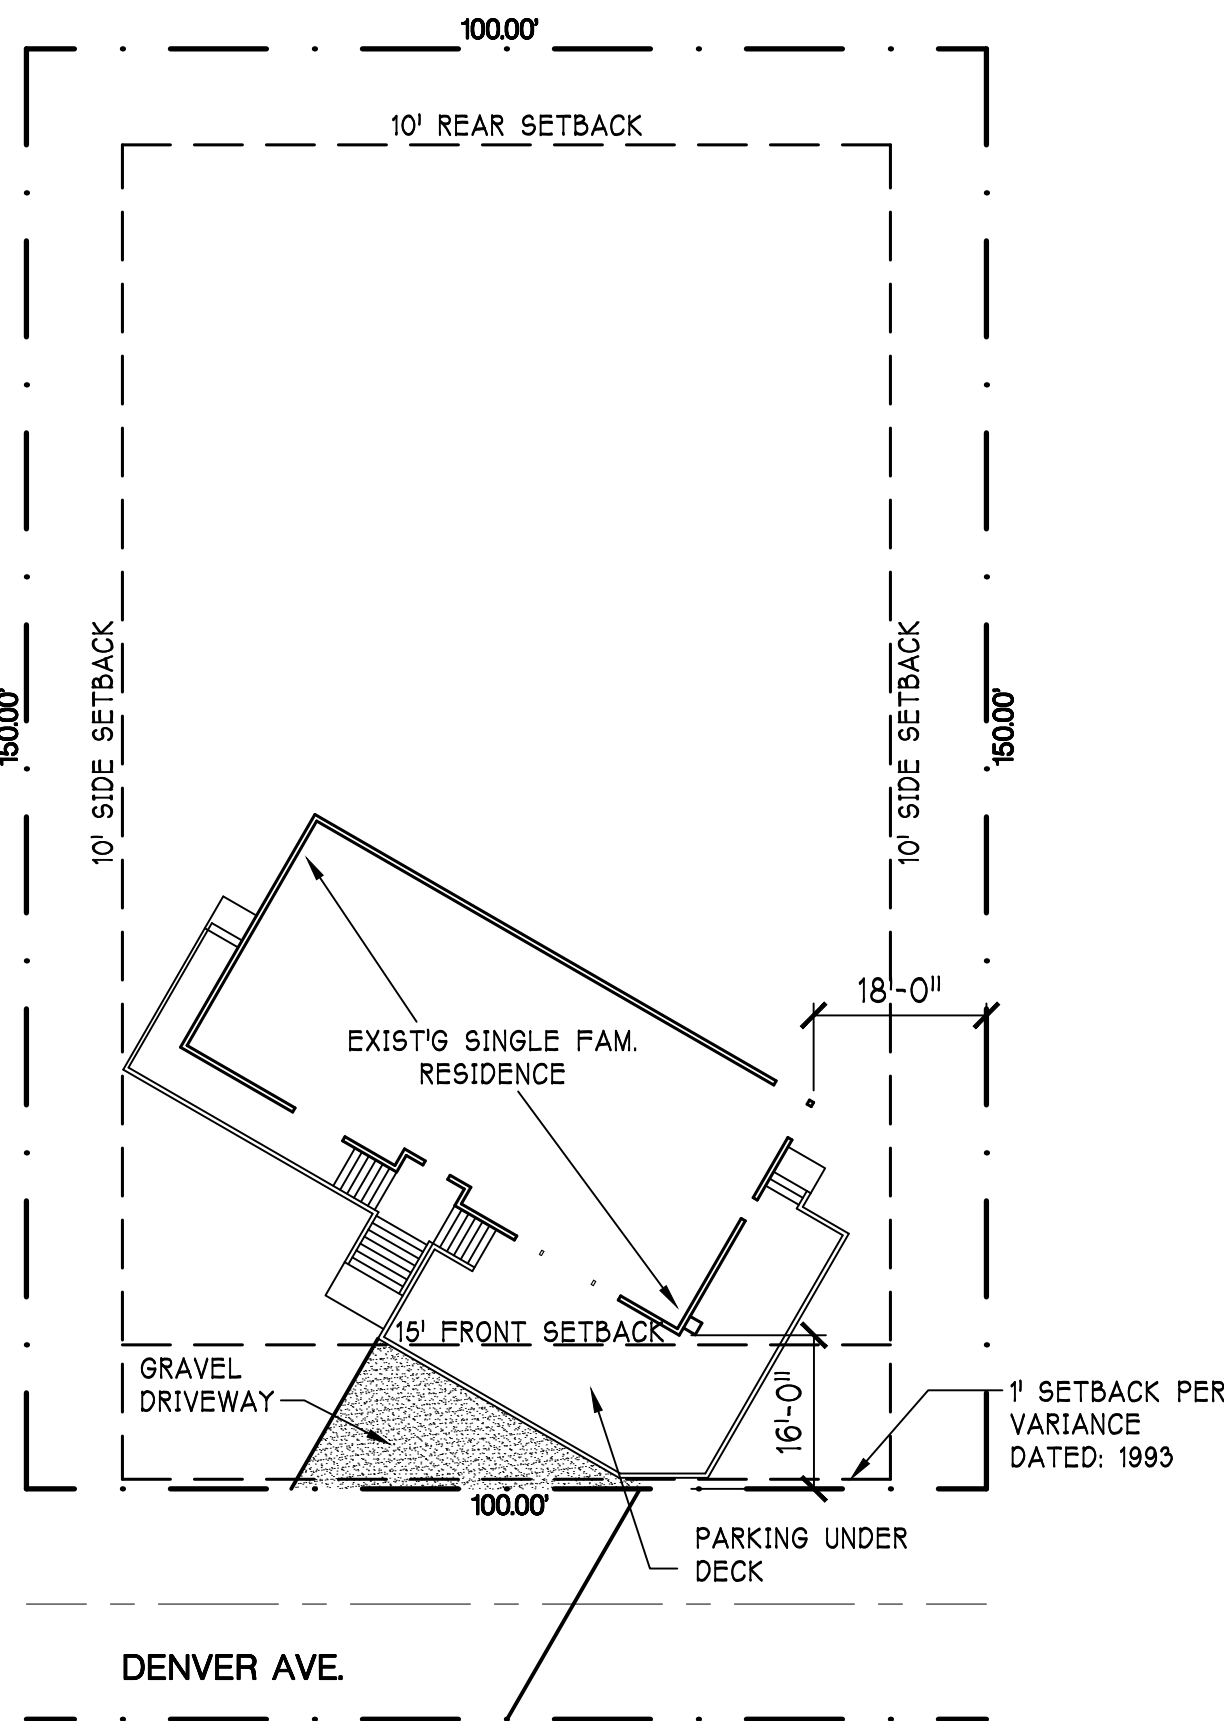 100.00'
10' REAR SETBACK
10' SIDE SETBACK
10' SIDE SETBACK
150.00'
150.00'
18'-0"
EXIST'G SINGLE FAM.
RESIDENCE
15' FRONT SETBACK
GRAVEL
DRIVEWAY
16'-0"
1' SETBACK PER
VARIANCE
DATED: 1993
100.00'
PARKING UNDER
DECK
DENVER AVE.